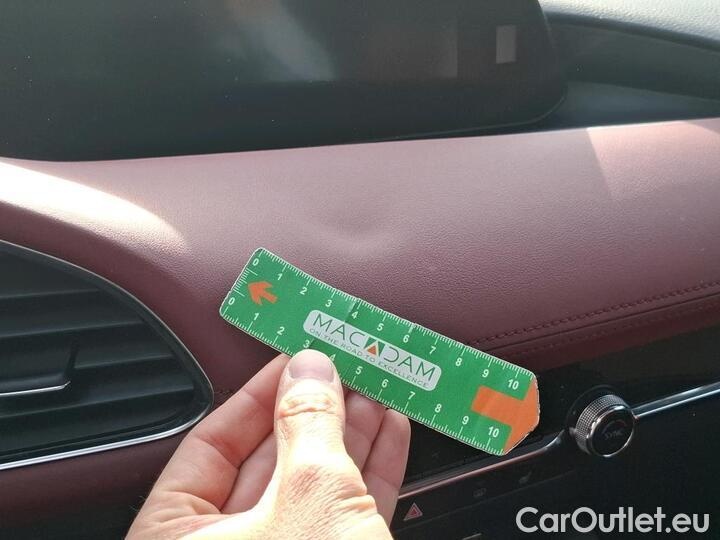 0 1 2 3 4 5 6 7 8 9 10
MACADAM
ON THE ROAD TO EXCELLENCE
0 1 2 3 4 5 6 7 8 9 10
SYNC
CarOutlet.eu